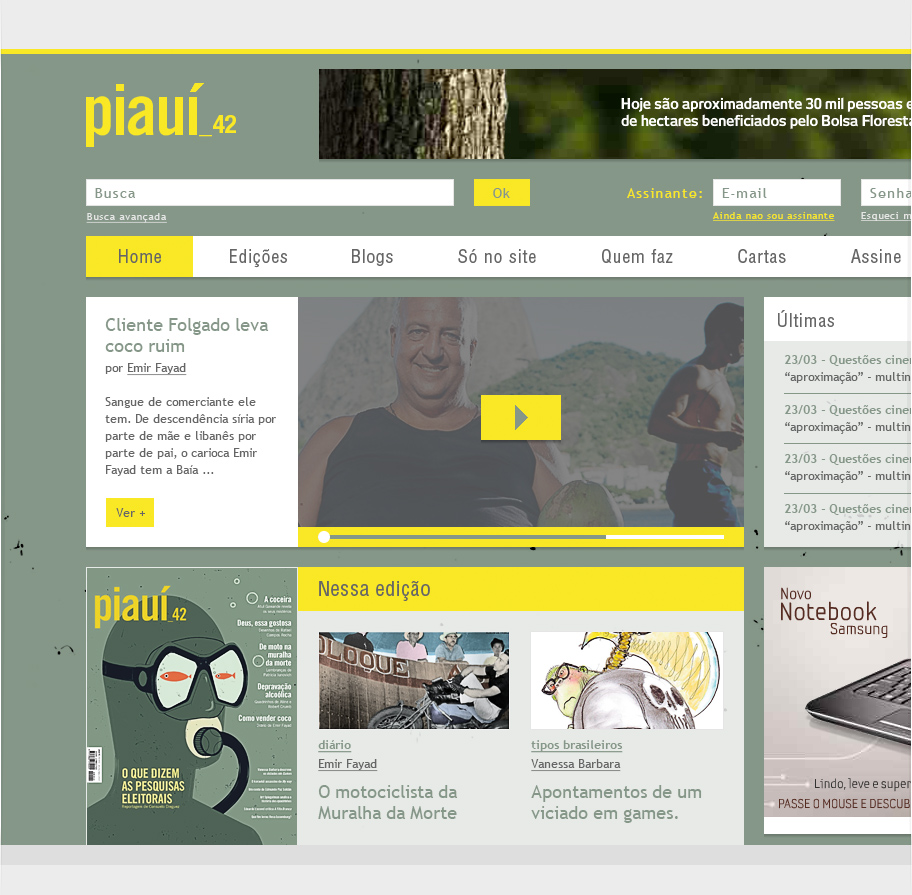 piauí_42
Hoje são aproximadamente 30 mil pessoas e
de hectares beneficiados pelo Bolsa Floresta
Busca
Ok
Assinante:
E-mail
Senha
Busca avançada
Ainda nao sou assinante
Esqueci m
Home
Edições
Blogs
Só no site
Quem faz
Cartas
Assine
Cliente Folgado leva
coco ruim
por Emir Fayad
Sangue de comerciante ele
tem. De descendência síria por
parte de mãe e libanês por
parte de pai, o carioca Emir
Fayad tem a Baía ...
Ver +
Últimas
23/03 - Questões cinem
“aproximação” - multin
23/03 - Questões cinem
“aproximação” - multin
23/03 - Questões cinem
“aproximação” - multin
23/03 - Questões cinem
“aproximação” - multin
piauí_42
A coceira
Deus, essa gostosa
De moto na
muralha
da morte
Depravação
alcoólica
Como vender coco
O QUE DIZEM
AS PESQUISAS
ELEITORAIS
Nessa edição
LOQUE
diário
Emir Fayad
O motociclista da
Muralha da Morte
tipos brasileiros
Vanessa Barbara
Apontamentos de um
viciado em games.
Novo
Notebook
Samsung
Lindo, leve e super
PASSE O MOUSE E DESCUB